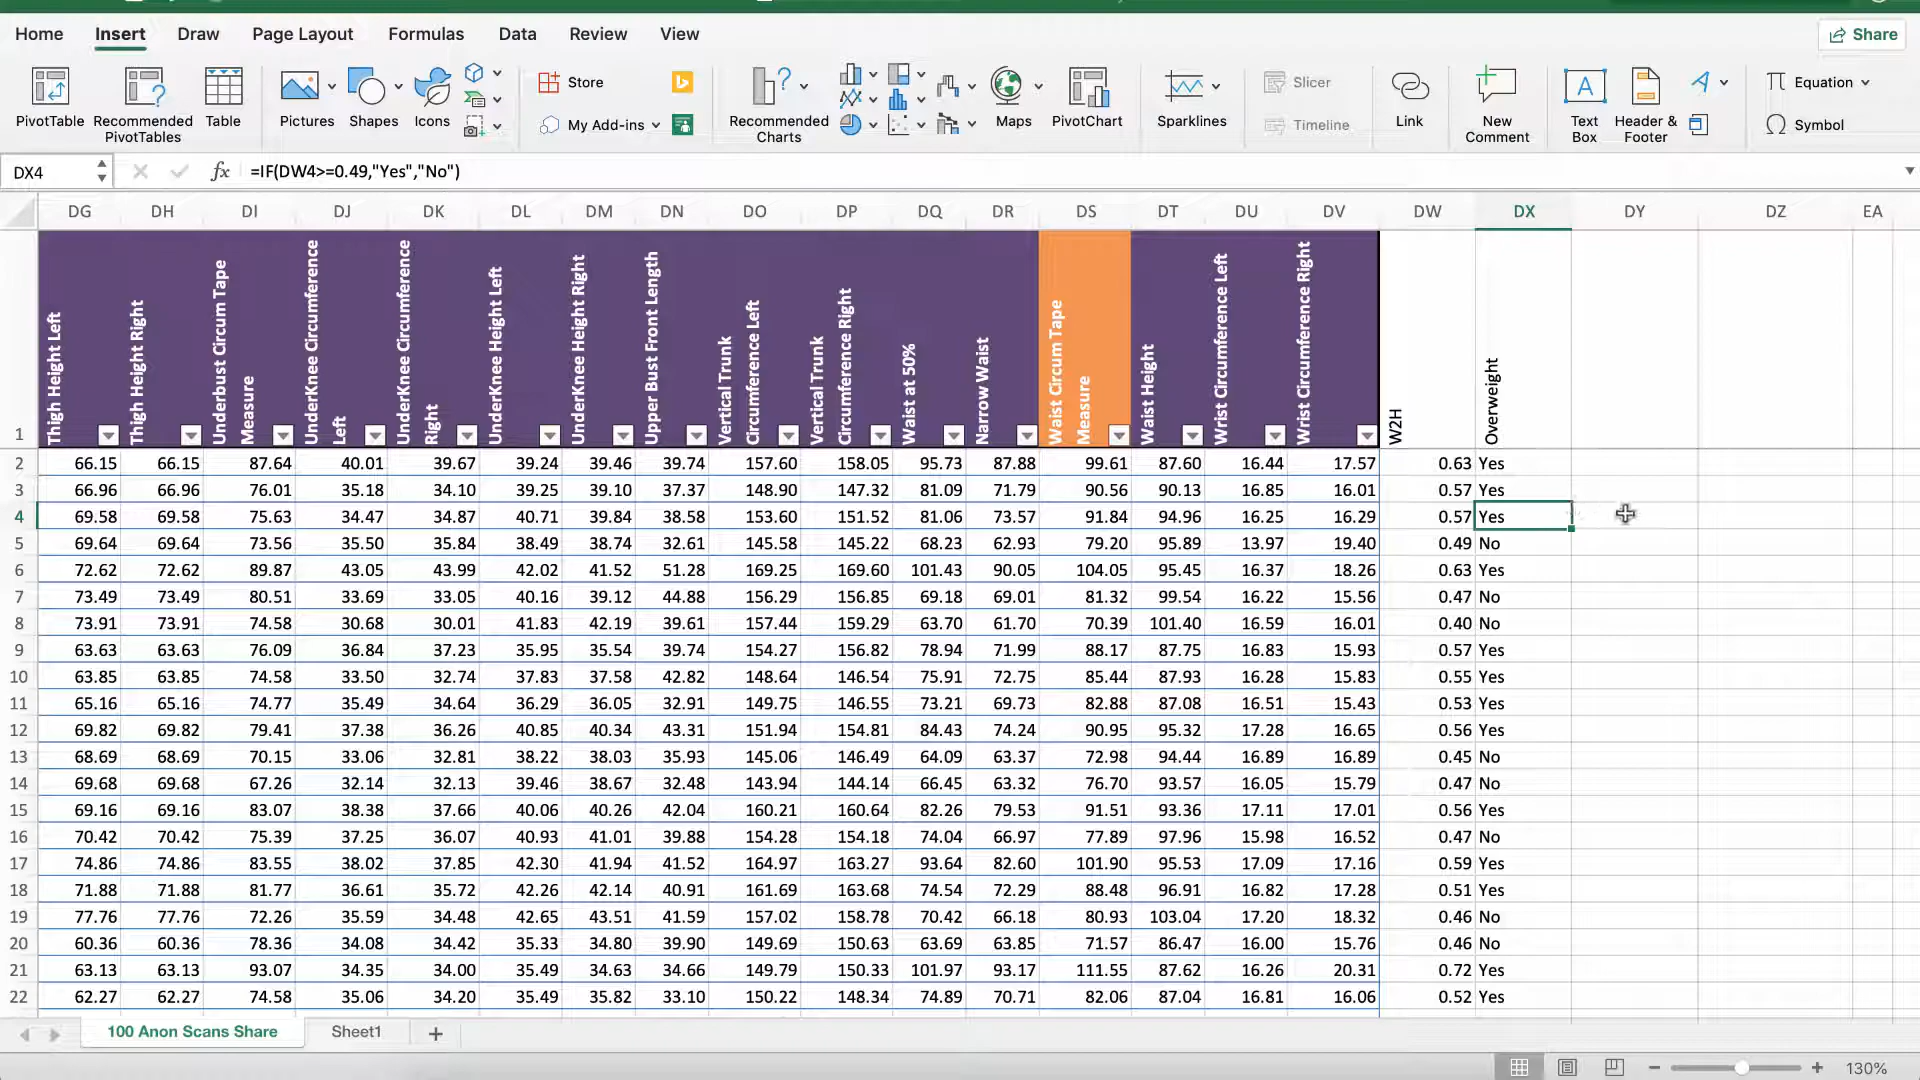 Home Insert Draw Page Layout Formulas Data Review View Share
PivotTable Recommended PivotTables Table Pictures Shapes Icons Store My Add-ins Recommended Charts Maps PivotChart Sparklines Slicer Timeline Link New Comment Text Box Header & Footer Equation Symbol
DX4 fx =IF(DW4>=0.49,"Yes","No")
DG DH DI DJ DK DL DM DN DO DP DQ DR DS DT DU DV DW DX DY DZ EA
1 Thigh Height Left Thigh Height Right Underbust Circum Tape Measure UnderKnee Circumference Left UnderKnee Circumference Right UnderKnee Height Left UnderKnee Height Right Upper Bust Front Length Vertical Trunk Circumference Left Vertical Trunk Circumference Right Waist at 50% Narrow Waist Waist Circum Tape Measure Waist Height Wrist Circumference Left Wrist Circumference Right W2H Overweight
2 66.15 66.15 87.64 40.01 39.67 39.24 39.46 39.74 157.60 158.05 95.73 87.88 99.61 87.60 16.44 17.57 0.63 Yes
3 66.96 66.96 76.01 35.18 34.10 39.25 39.10 37.37 148.90 147.32 81.09 71.79 90.56 90.13 16.85 16.01 0.57 Yes
4 69.58 69.58 75.63 34.47 34.87 40.71 39.84 38.58 153.60 151.52 81.06 73.57 91.84 94.96 16.25 16.29 0.57 Yes
5 69.64 69.64 73.56 35.50 35.84 38.49 38.74 32.61 145.58 145.22 68.23 62.93 79.20 95.89 13.97 19.40 0.49 No
6 72.62 72.62 89.87 43.05 43.99 42.02 41.52 51.28 169.25 169.60 101.43 90.05 104.05 95.45 16.37 18.26 0.63 Yes
7 73.49 73.49 80.51 33.69 33.05 40.16 39.12 44.88 156.29 156.85 69.18 69.01 81.32 99.54 16.22 15.56 0.47 No
8 73.91 73.91 74.58 30.68 30.01 41.83 42.19 39.61 157.44 159.29 63.70 61.70 70.39 101.40 16.59 16.01 0.40 No
9 63.63 63.63 76.09 36.84 37.23 35.95 35.54 39.74 154.27 156.82 78.94 71.99 88.17 87.75 16.83 15.93 0.57 Yes
10 63.85 63.85 74.58 33.50 32.74 37.83 37.58 42.82 148.64 146.54 75.91 72.75 85.44 87.93 16.28 15.83 0.55 Yes
11 65.16 65.16 74.77 35.49 34.64 36.29 36.05 32.91 149.75 146.55 73.21 69.73 82.88 87.08 16.51 15.43 0.53 Yes
12 69.82 69.82 79.41 37.38 36.26 40.85 40.34 43.31 151.94 154.81 84.43 74.24 90.95 95.32 17.28 16.65 0.56 Yes
13 68.69 68.69 70.15 33.06 32.81 38.22 38.03 35.93 145.06 146.49 64.09 63.37 72.98 94.44 16.89 16.89 0.45 No
14 69.68 69.68 67.26 32.14 32.13 39.46 38.67 32.48 143.94 144.14 66.45 63.32 76.70 93.57 16.05 15.79 0.47 No
15 69.16 69.16 83.07 38.38 37.66 40.06 40.26 42.04 160.21 160.64 82.26 79.53 91.51 93.36 17.11 17.01 0.56 Yes
16 70.42 70.42 75.39 37.25 36.07 40.93 41.01 39.88 154.28 154.18 74.04 66.97 77.89 97.96 15.98 16.52 0.47 No
17 74.86 74.86 83.55 38.02 37.85 42.30 41.94 41.52 164.97 163.27 93.64 82.60 101.90 95.53 17.09 17.16 0.59 Yes
18 71.88 71.88 81.77 36.61 35.72 42.26 42.14 40.91 161.69 163.68 74.54 72.29 88.48 96.91 16.82 17.28 0.51 Yes
19 77.76 77.76 72.26 35.59 34.48 42.65 43.51 41.59 157.02 158.78 70.42 66.18 80.93 103.04 17.20 18.32 0.46 No
20 60.36 60.36 78.36 34.08 34.42 35.33 34.80 39.90 149.69 150.63 63.69 63.85 71.57 86.47 16.00 15.76 0.46 No
21 63.13 63.13 93.07 34.35 34.00 35.49 34.63 34.66 149.79 150.33 101.97 93.17 111.55 87.62 16.26 20.31 0.72 Yes
22 62.27 62.27 74.58 35.06 34.20 35.49 35.82 33.10 150.22 148.34 74.89 70.71 82.06 87.04 16.81 16.06 0.52 Yes
100 Anon Scans Share Sheet1 +
130%